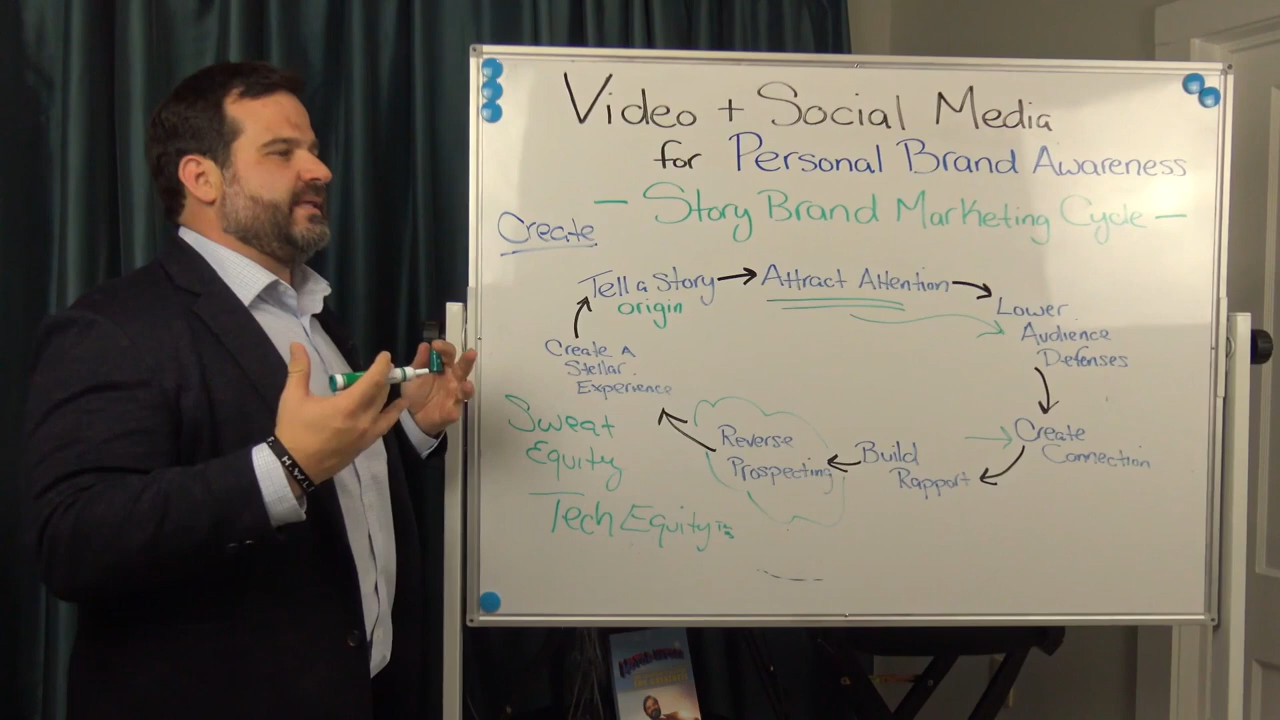 Video + Social Media
for Personal Brand Awareness
- Story Brand Marketing Cycle -
Create
Tell a Story
origin
Attract Attention
Lower
Audience
Defenses
Create
Connection
Build
Rapport
Reverse
Prospecting
Create A
Stellar
Experience
Sweat
Equity
Tech Equity
H.W.L.I